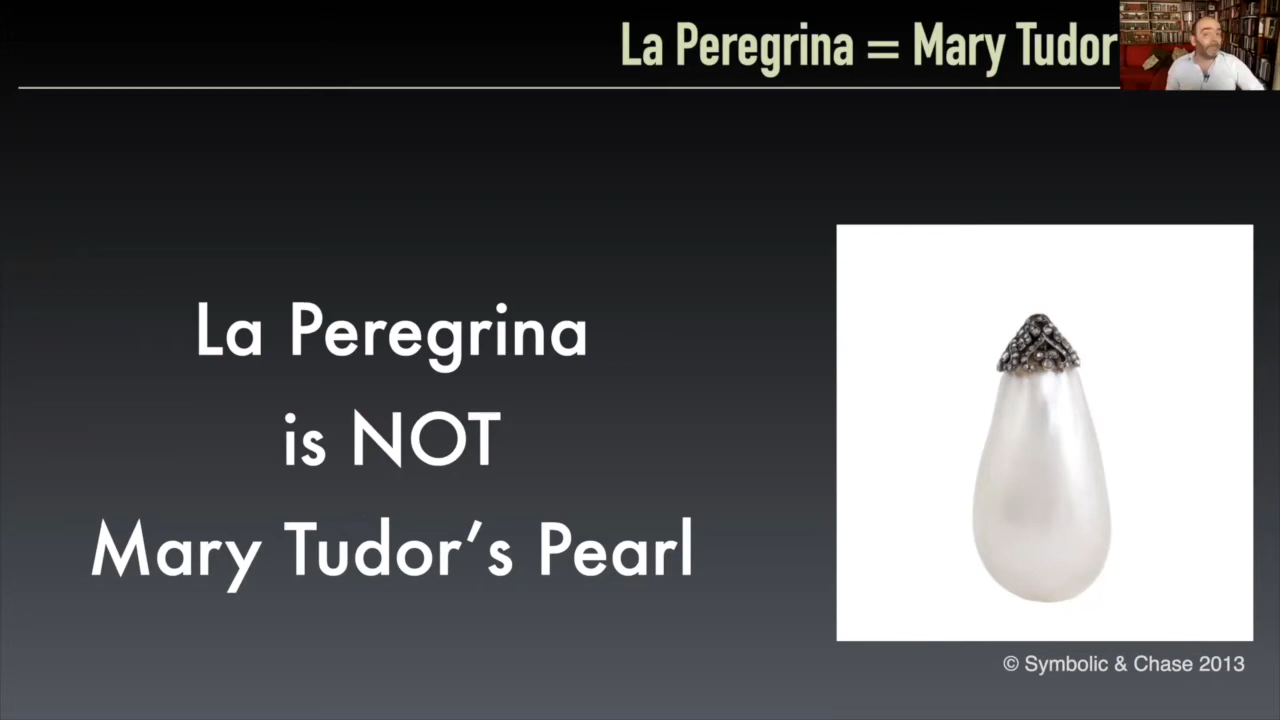 La Peregrina = Mary Tudor
La Peregrina
is NOT
Mary Tudor's Pearl
© Symbolic & Chase 2013